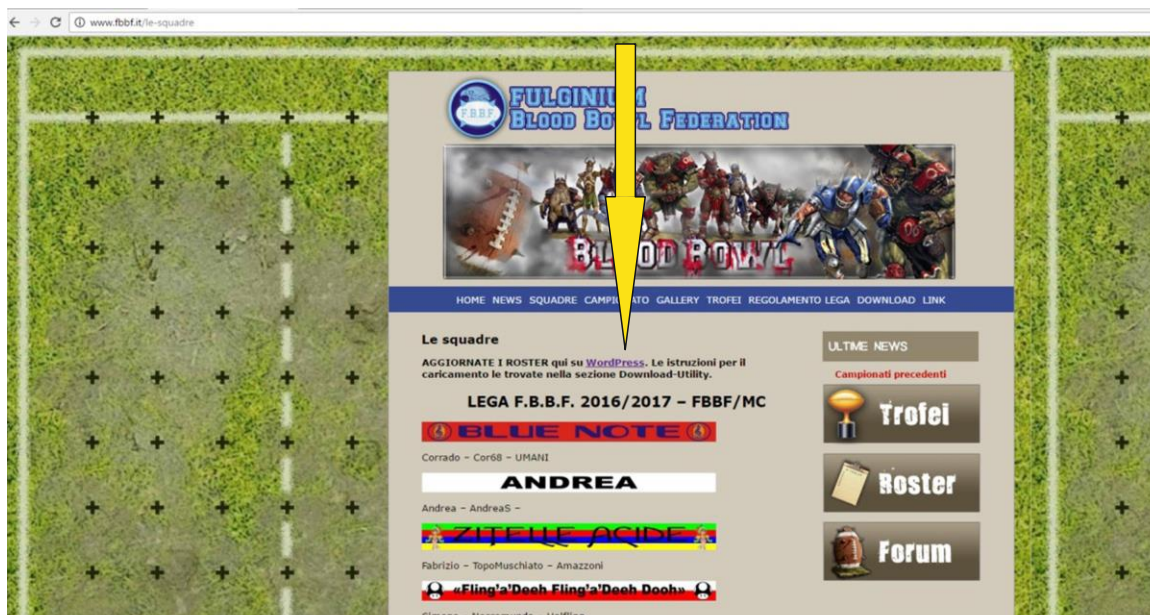 www.fbbf.it/le-squadre
FULGINIUM
BLOOD BOWL FEDERATION
F.B.B.F.
BLOOD BOWL
HOME NEWS SQUADRE CAMPIONATO GALLERY TROFEI REGOLAMENTO LEGA DOWNLOAD LINK
Le squadre
AGGIORNATE I ROSTER qui su WordPress. Le istruzioni per il
caricamento le trovate nella sezione Download-Utility.
LEGA F.B.B.F. 2016/2017 – FBBF/MC
BLUE NOTE
Corrado – Cor68 – UMANI
ANDREA
Andrea – AndreaS –
ZITELLE ACIDE
Fabrizio – TopoMuschiato – Amazzoni
«Fling'a'Deeh Fling'a'Deeh Dooh»
ULTIME NEWS
Campionati precedenti
Trofei
Roster
Forum